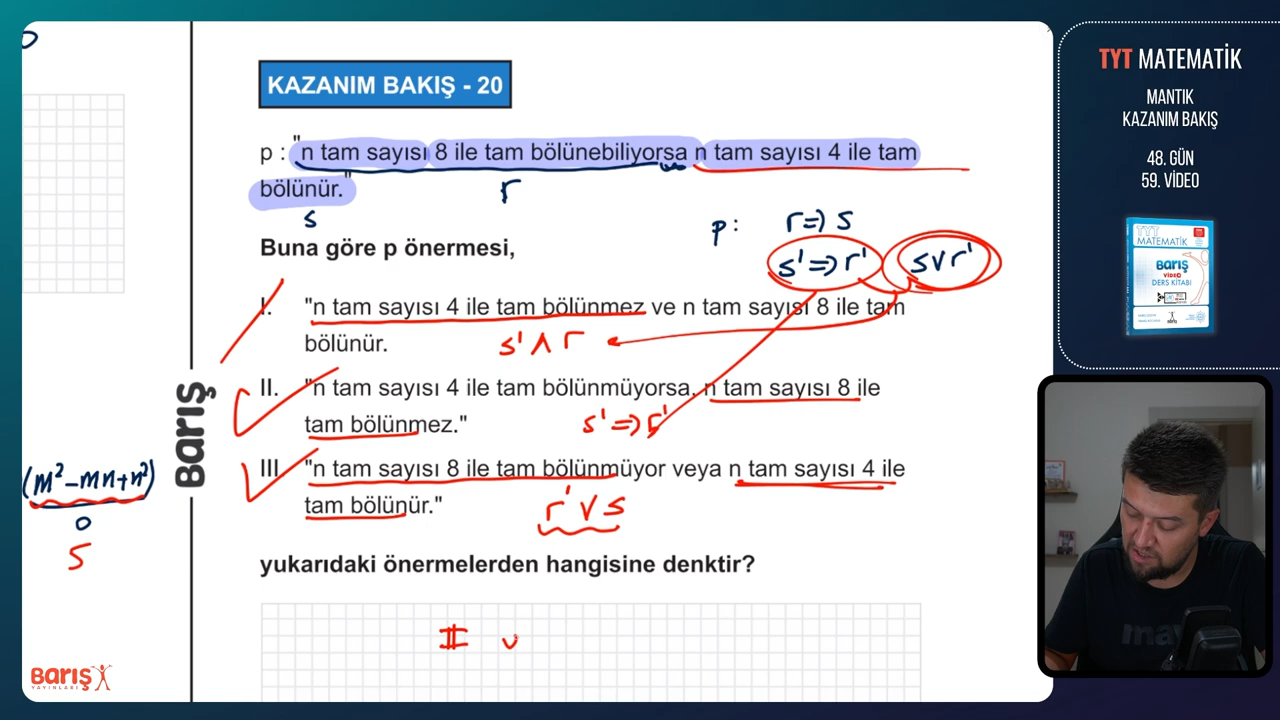 KAZANIM BAKIŞ - 20
p : "n tam sayısı 8 ile tam bölünebiliyorsa n tam sayısı 4 ile tam
bölünür."
r
s
p : r => s
s' => r' s v r'
Buna göre p önermesi,
I. "n tam sayısı 4 ile tam bölünmez ve n tam sayısı 8 ile tam
bölünür.
s' ∧ r
II. "n tam sayısı 4 ile tam bölünmüyorsa, n tam sayısı 8 ile
tam bölünmez."
s' => r'
III. "n tam sayısı 8 ile tam bölünmüyor veya n tam sayısı 4 ile
tam bölünür."
r' v s
yukarıdaki önermelerden hangisine denktir?
II v
(m²-mn+n²)
0
5
BARIŞ
BARIŞ
YAYINLARI
TYT MATEMATİK
MANTIK
KAZANIM BAKIŞ
48. GÜN
59. VİDEO
TYT
MATEMATİK
BARIŞ
VİDEO
DERS KİTABI